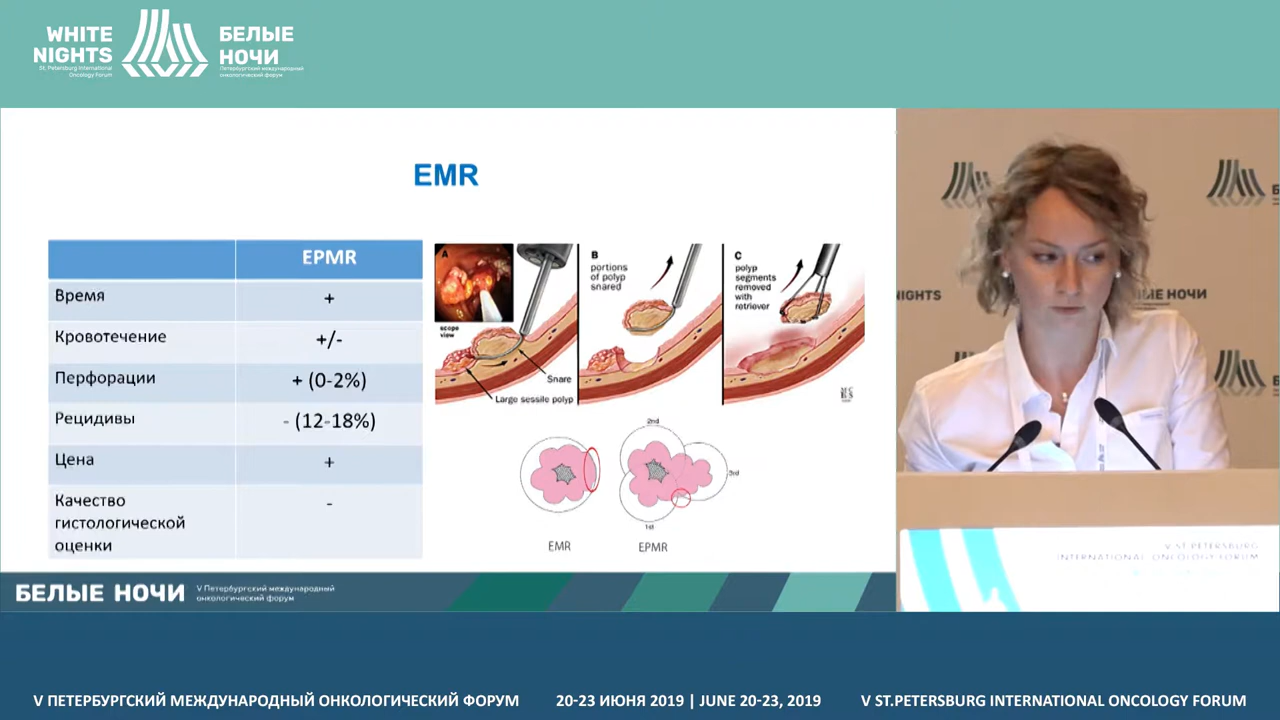 WHITE
NIGHTS
St. Petersburg International
Oncology Forum
БЕЛЫЕ
НОЧИ
Петербургский международный
онкологический форум
EMR
EPMR
Время +
Кровотечение +/-
Перфорации + (0-2%)
Рецидивы - (12-18%)
Цена +
Качество
гистологической
оценки -
A
scope
view
Snare
Large sessile polyp
B
portions
of polyp
snared
C
polyp
segments
removed
with
retriever
EMR
2nd
3rd
1st
EPMR
БЕЛЫЕ НОЧИ
V Петербургский международный
онкологический форум
NIGHTS
БЕЛЫЕ НОЧИ
V ST.PETERSBURG
INTERNATIONAL ONCOLOGY FORUM
V ПЕТЕРБУРГСКИЙ МЕЖДУНАРОДНЫЙ ОНКОЛОГИЧЕСКИЙ ФОРУМ
20-23 ИЮНЯ 2019 | JUNE 20-23, 2019
V ST.PETERSBURG INTERNATIONAL ONCOLOGY FORUM